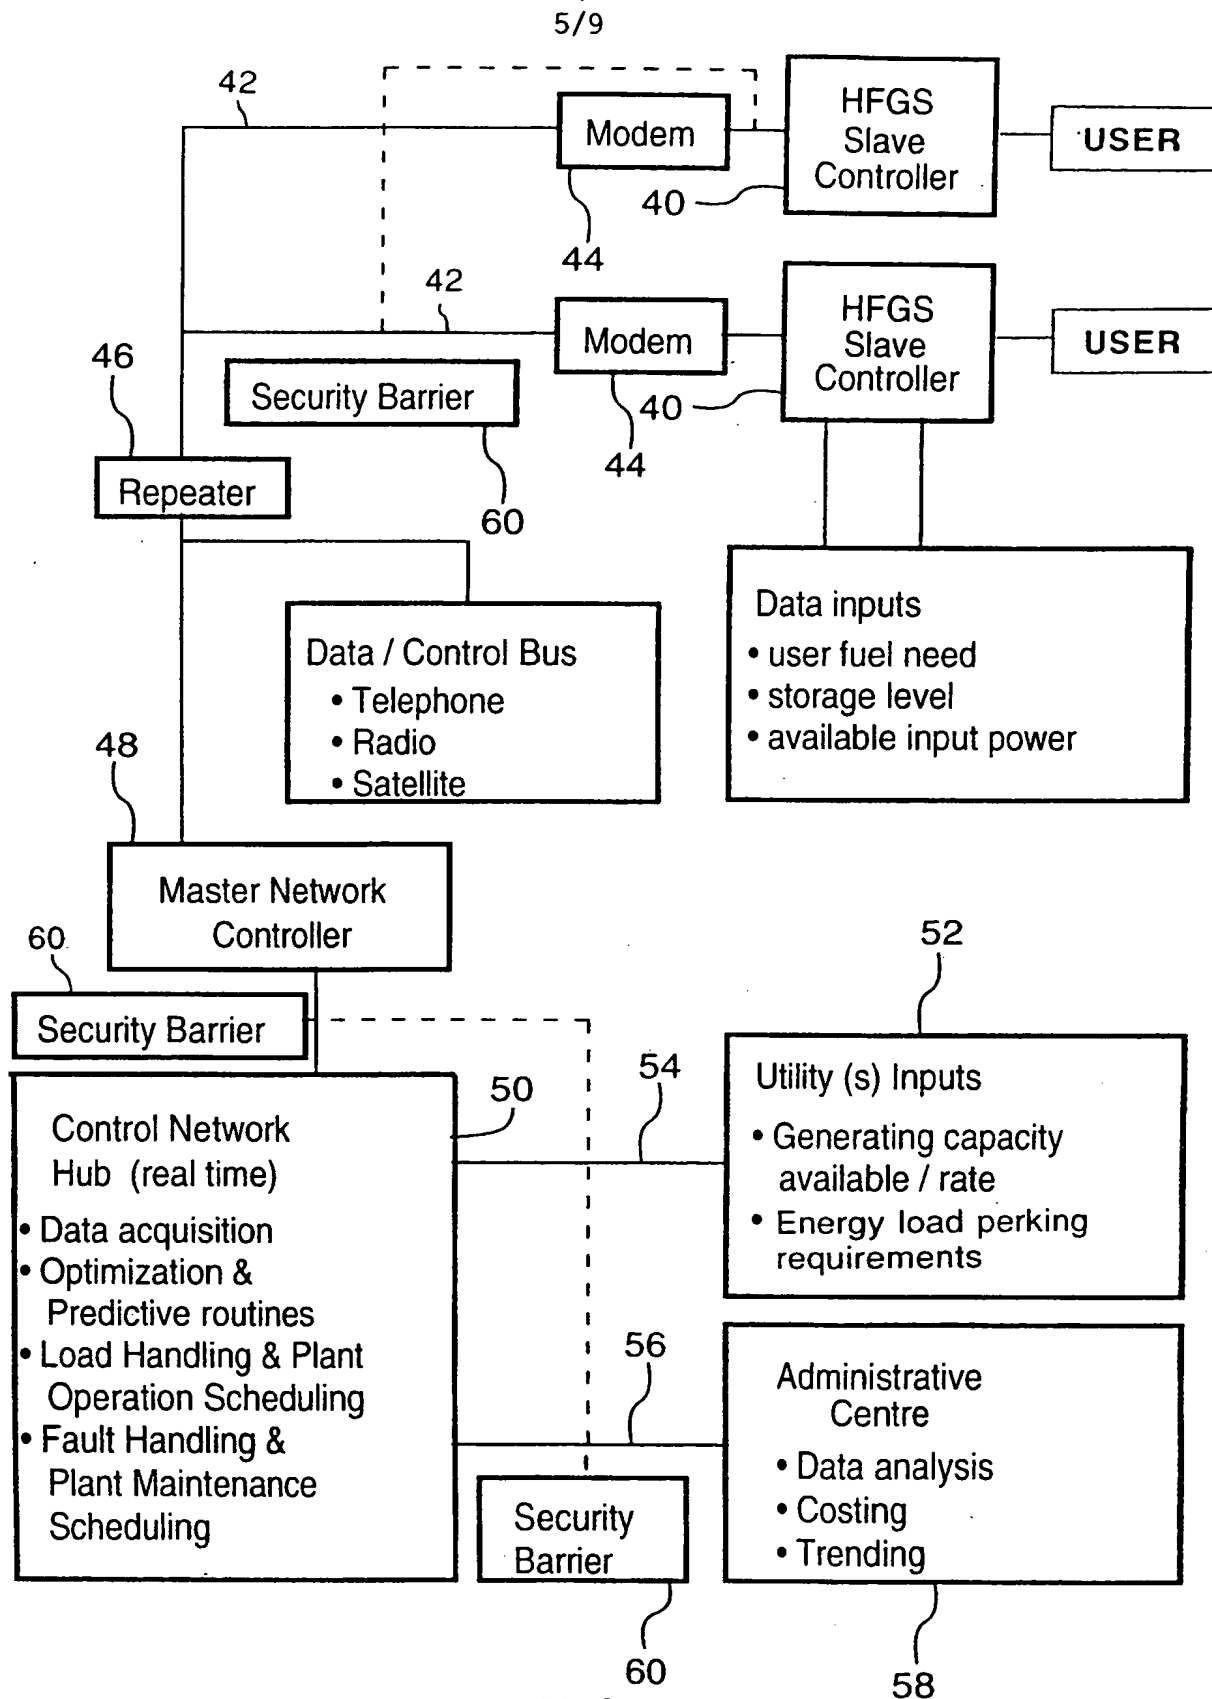 5/9
42
Modem
HFGS
Slave
Controller
USER
40
44
42
Modem
HFGS
Slave
Controller
USER
46
Security Barrier
40
44
Repeater
60
Data / Control Bus
• Telephone
• Radio
• Satellite
Data inputs
• user fuel need
• storage level
• available input power
48
Master Network
Controller
60
Security Barrier
52
50
54
Control Network
Hub (real time)
• Data acquisition
• Optimization &
Predictive routines
• Load Handling & Plant
Operation Scheduling
• Fault Handling &
Plant Maintenance
Scheduling
Utility (s) Inputs
• Generating capacity
available / rate
• Energy load perking
requirements
56
Administrative
Centre
• Data analysis
• Costing
• Trending
Security
Barrier
60
58